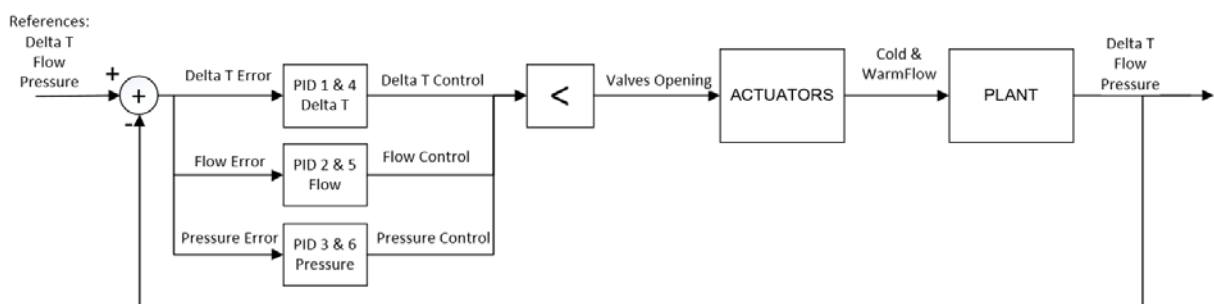 References:
Delta T
Flow
Pressure
+
+
-
Delta T Error
PID 1 & 4
Delta T
Delta T Control
<
Valves Opening
ACTUATORS
Cold &
WarmFlow
PLANT
Delta T
Flow
Pressure
Flow Error
PID 2 & 5
Flow
Flow Control
Pressure Error
PID 3 & 6
Pressure
Pressure Control